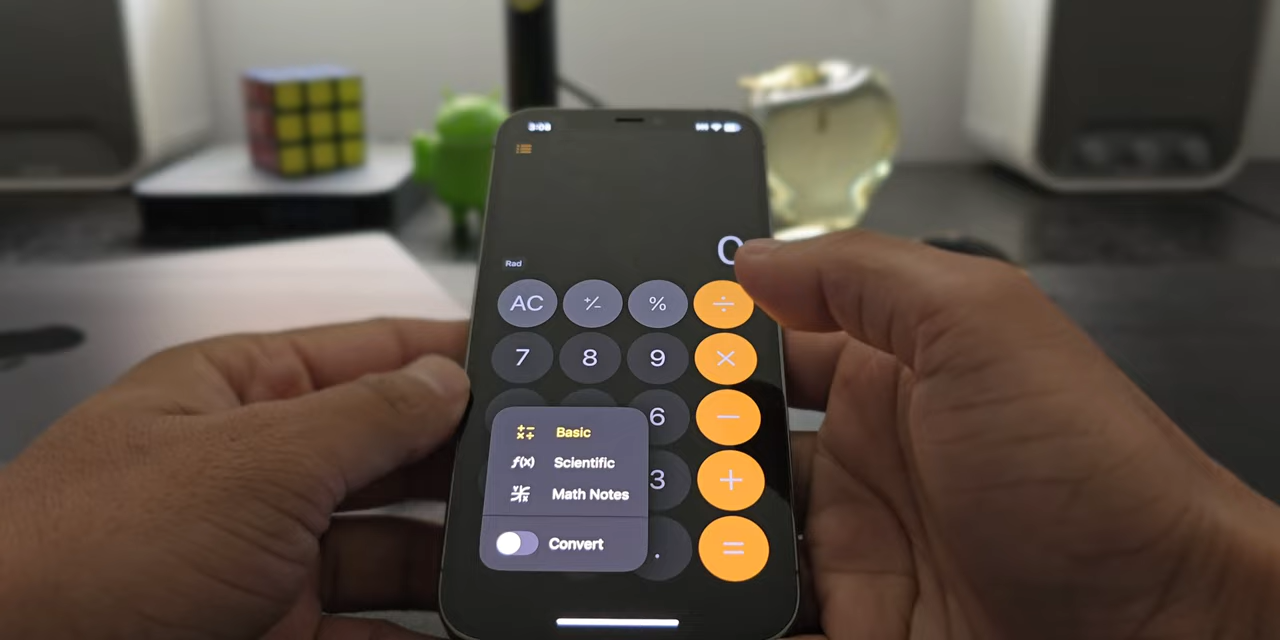 3:08
0
Rad
AC +/- % ÷
7 8 9 ×
6 −
Basic
Scientific
3 +
Math Notes
Convert
. =